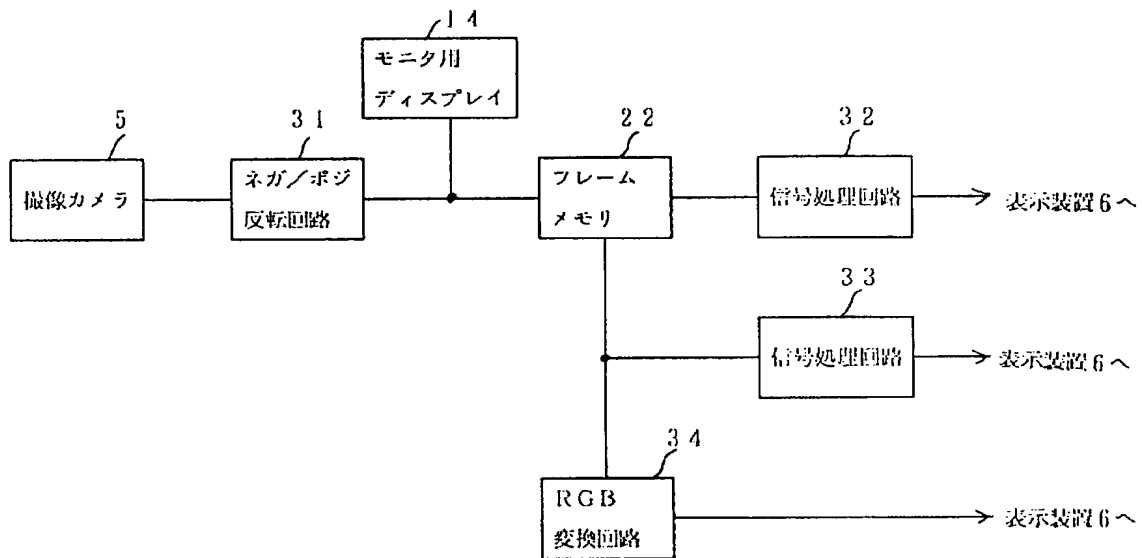 14
モニタ用
ディスプレイ
5
31
22
32
撮像カメラ
ネガ/ポジ
反転回路
フレーム
メモリ
信号処理回路
表示装置6へ
33
信号処理回路
表示装置6へ
34
RGB
変換回路
表示装置6へ